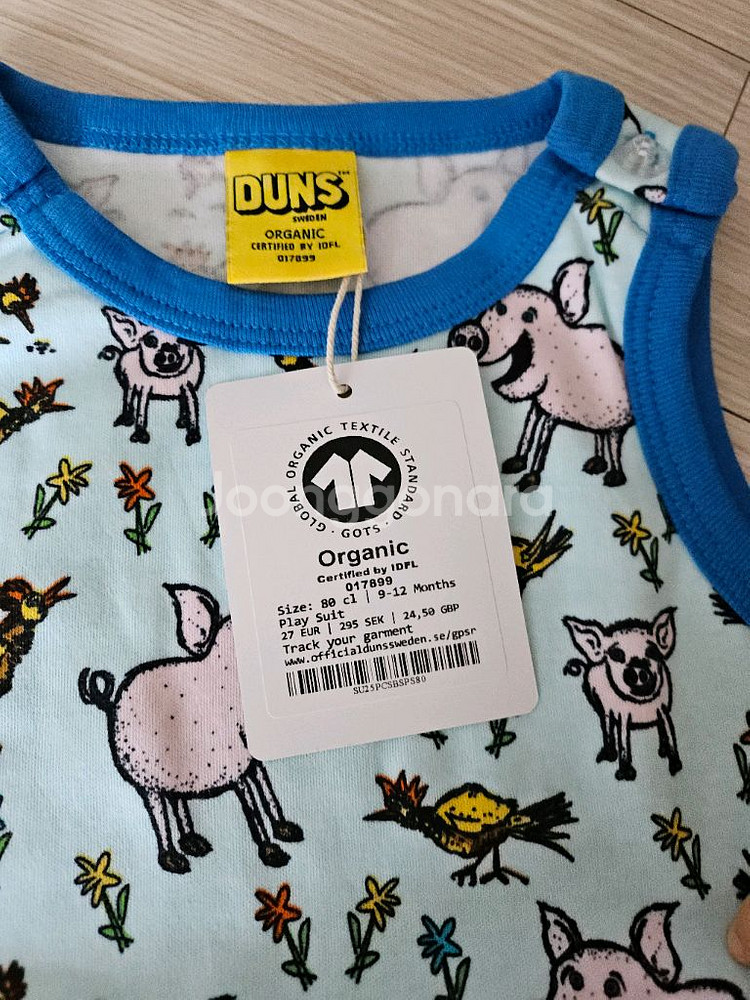 DUNS™
SWEDEN
ORGANIC
CERTIFIED BY IDFL
017899
GLOBAL ORGANIC TEXTILE STANDARD · GOTS ·
Organic
Certified by IDFL
017899
Size: 80 cl | 9-12 Months
Play Suit
27 EUR | 295 SEK | 24,50 GBP
Track your garment
www.officialdunssweden.se/gpsr
SU25PCSBSPS80
joonggonara